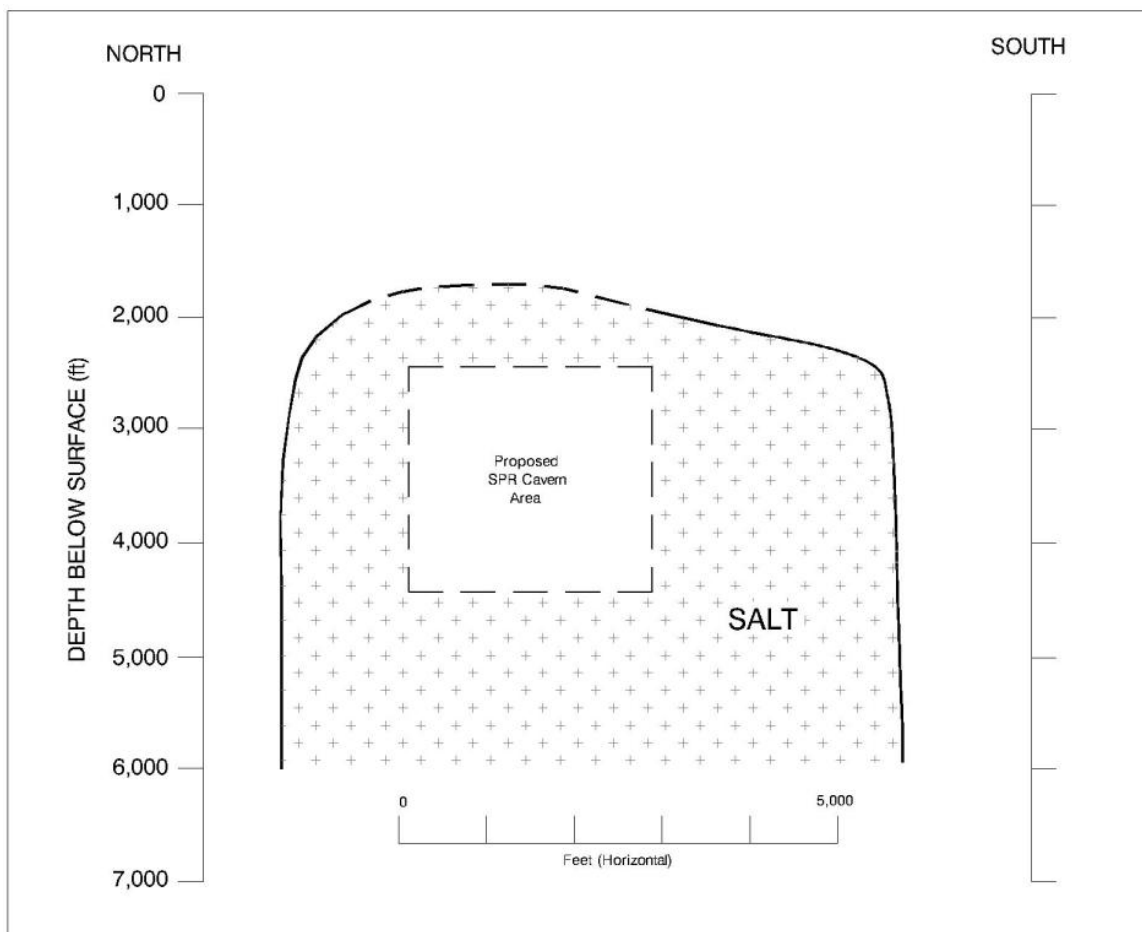 NORTH
SOUTH
0
1,000
2,000
3,000
4,000
5,000
6,000
7,000
DEPTH BELOW SURFACE (ft)
Proposed
SPR Cavern
Area
SALT
0
5,000
Feet (Horizontal)